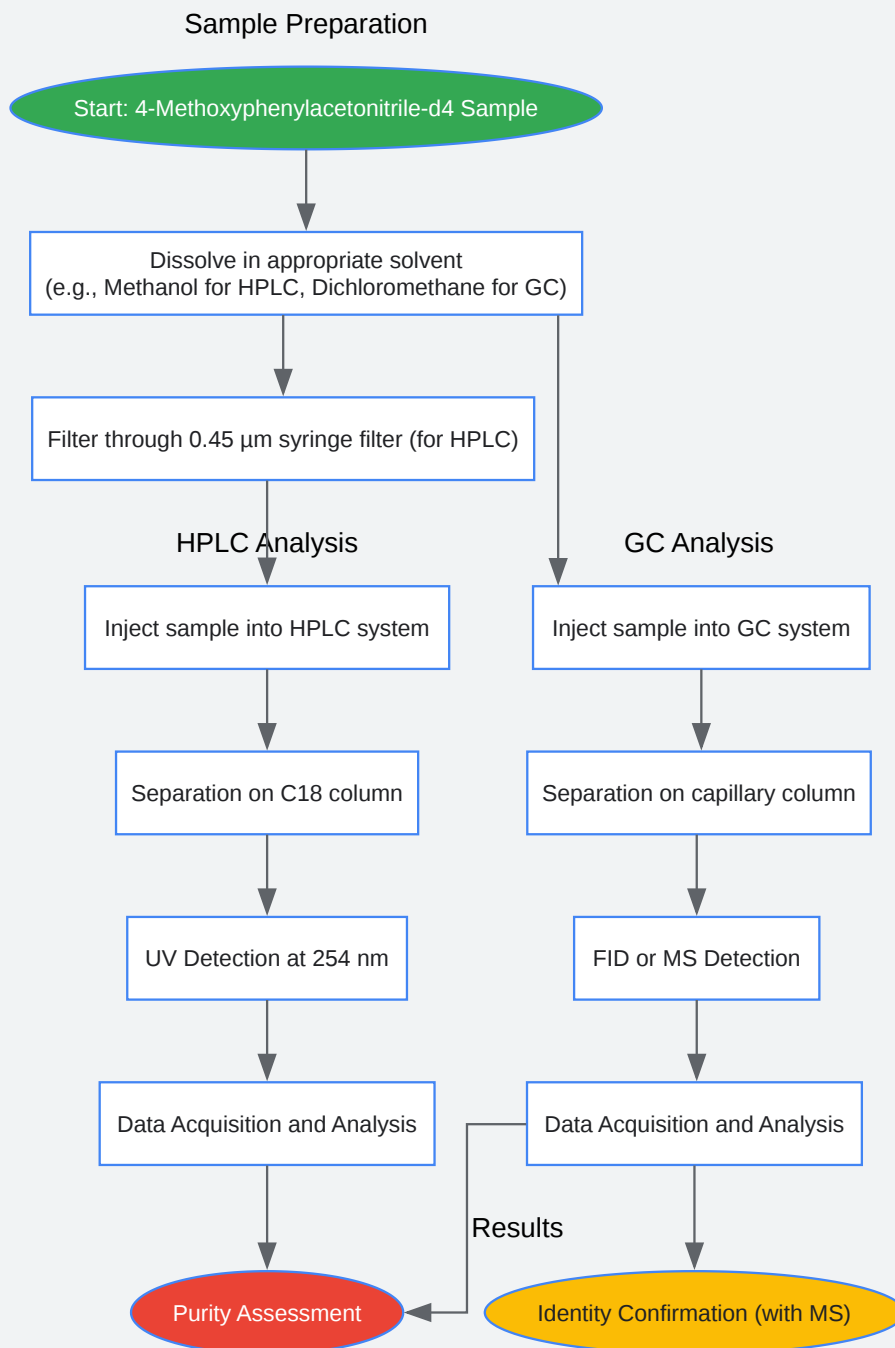 Sample Preparation
Start: 4-Methoxyphenylacetonitrile-d4 Sample
Dissolve in appropriate solvent
(e.g., Methanol for HPLC, Dichloromethane for GC)
Filter through 0.45 µm syringe filter (for HPLC)
HPLC Analysis
GC Analysis
Inject sample into HPLC system
Inject sample into GC system
Separation on C18 column
Separation on capillary column
UV Detection at 254 nm
FID or MS Detection
Data Acquisition and Analysis
Data Acquisition and Analysis
Results
Purity Assessment
Identity Confirmation (with MS)